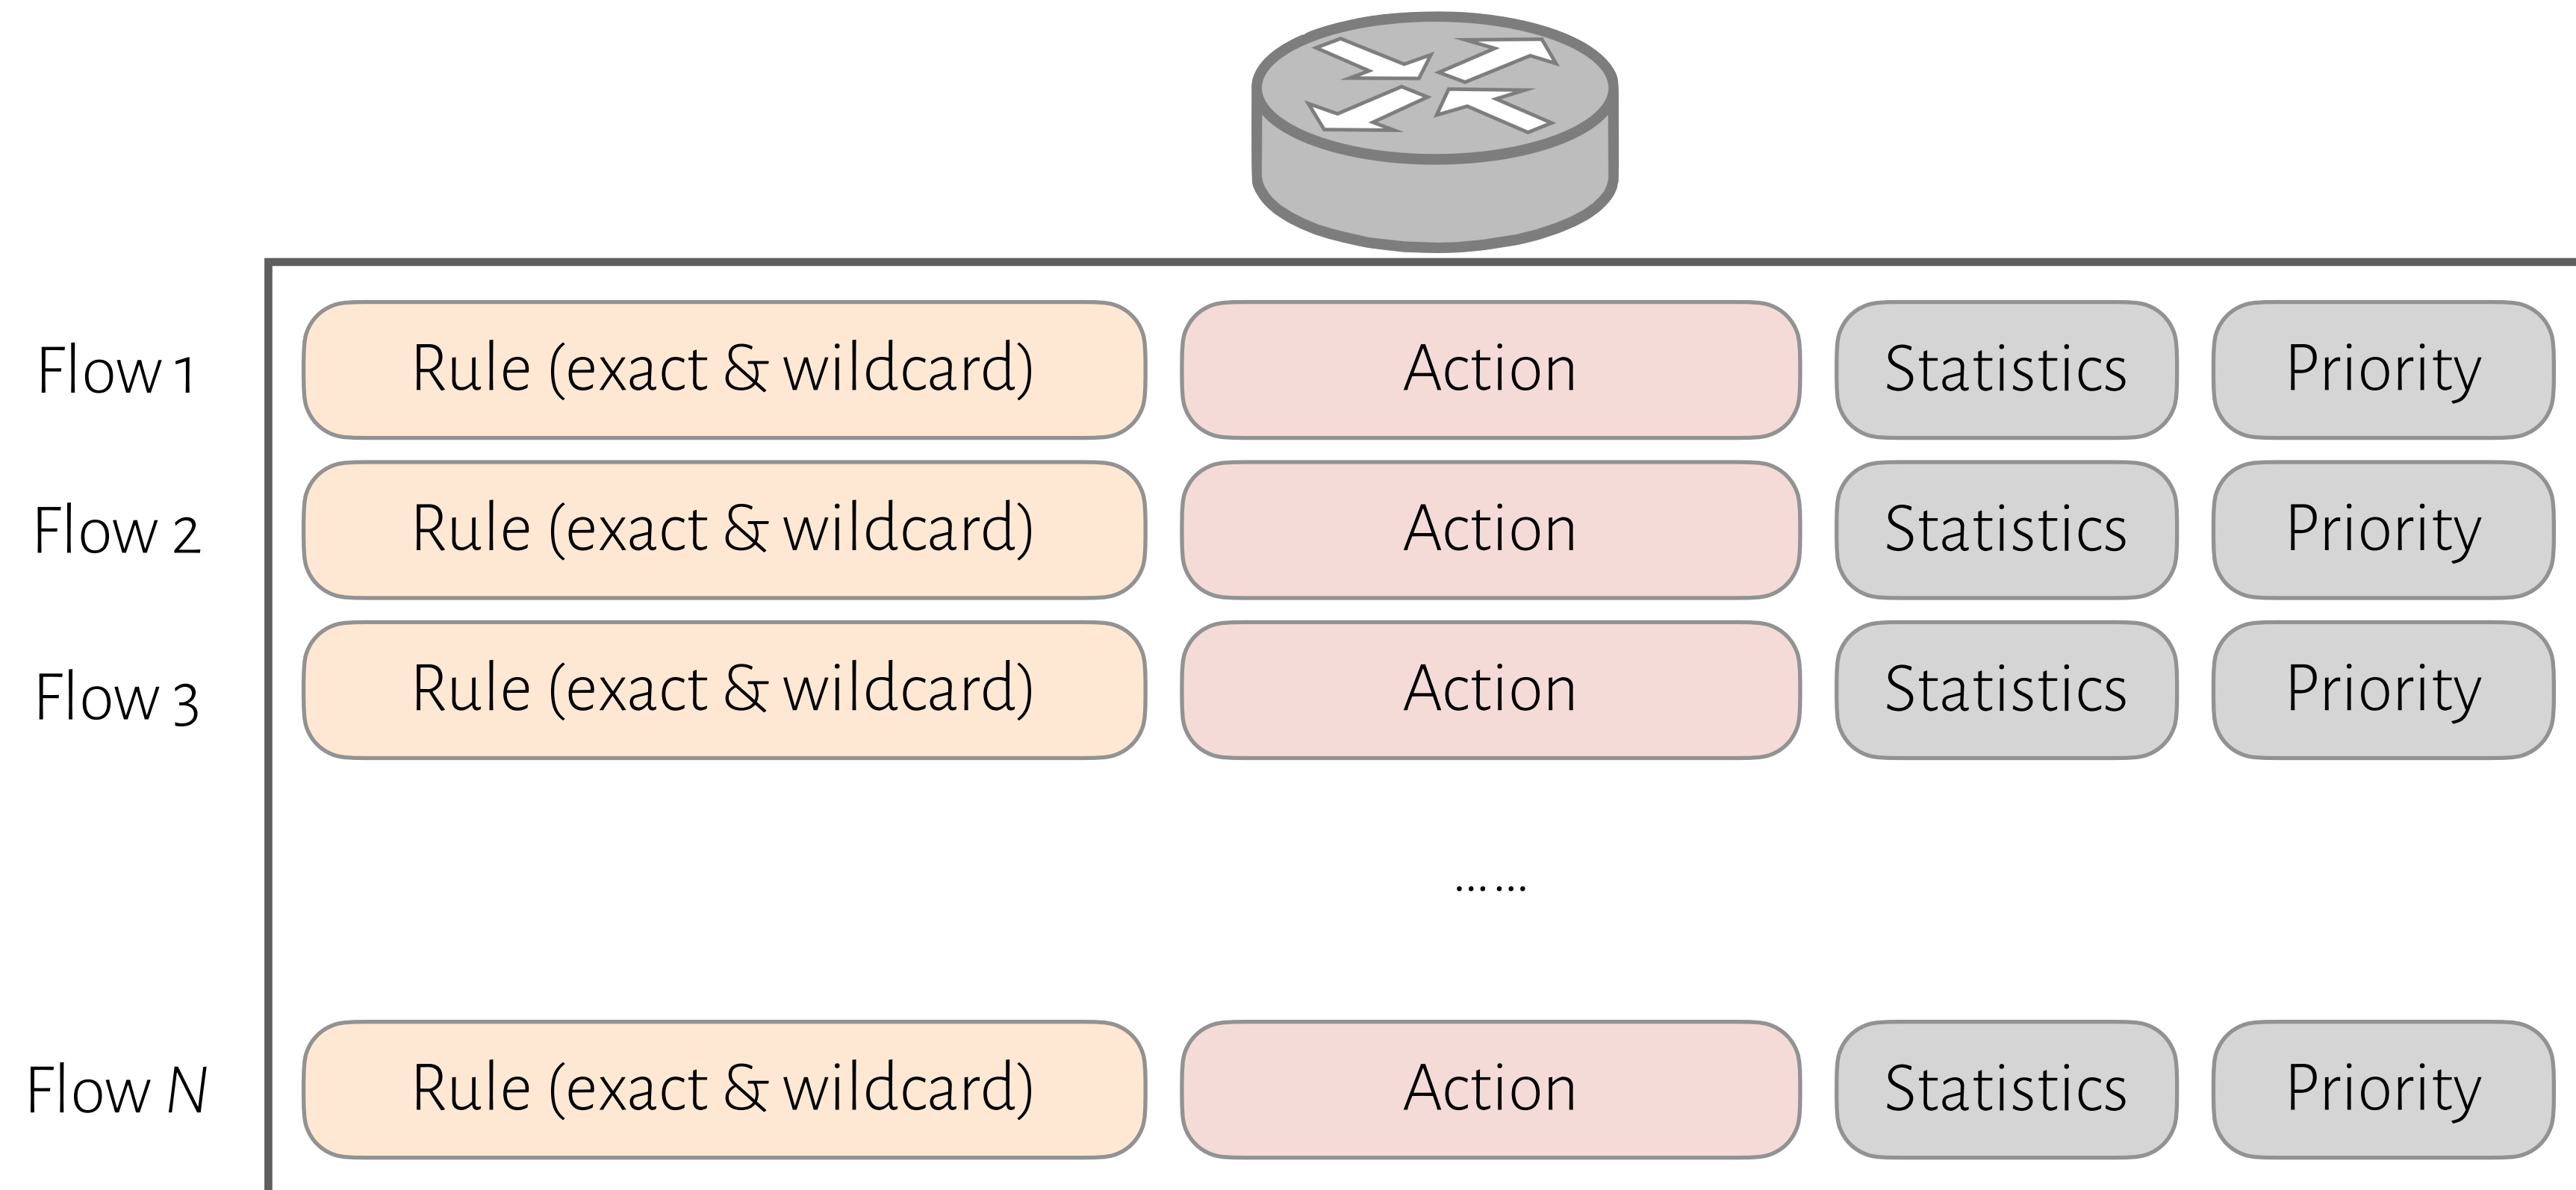 Flow 1 Rule (exact & wildcard) Action Statistics Priority
Flow 2 Rule (exact & wildcard) Action Statistics Priority
Flow 3 Rule (exact & wildcard) Action Statistics Priority
... ...
Flow N Rule (exact & wildcard) Action Statistics Priority